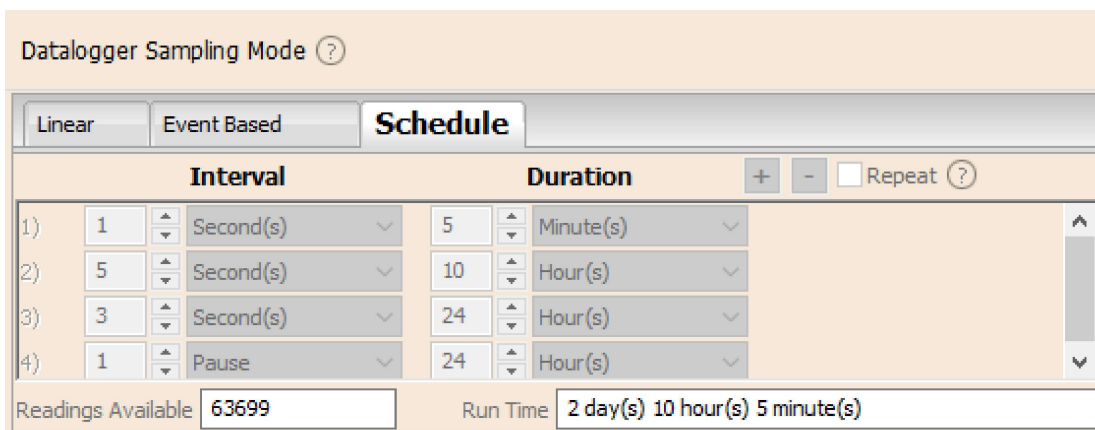 Datalogger Sampling Mode ?
Linear Event Based Schedule
Interval Duration + - Repeat ?
1) 1 Second(s) 5 Minute(s)
2) 5 Second(s) 10 Hour(s)
3) 3 Second(s) 24 Hour(s)
4) 1 Pause 24 Hour(s)
Readings Available 63699 Run Time 2 day(s) 10 hour(s) 5 minute(s)